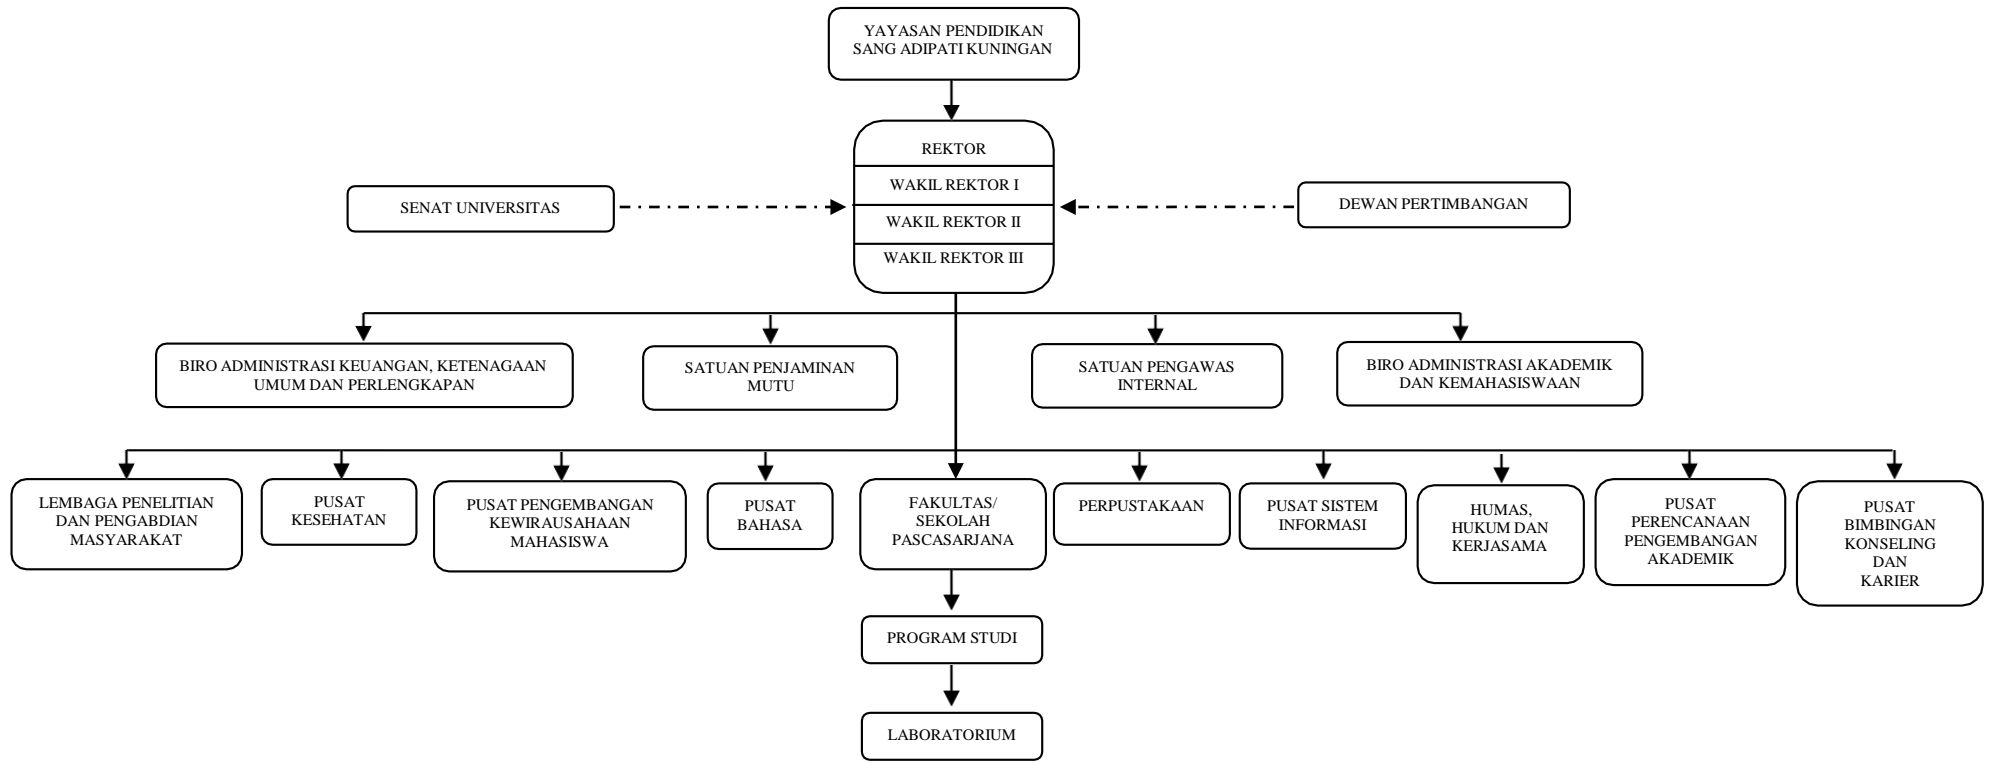 YAYASAN PENDIDIKAN
SANG ADIPATI KUNINGAN
REKTOR
WAKIL REKTOR I
WAKIL REKTOR II
WAKIL REKTOR III
SENAT UNIVERSITAS
DEWAN PERTIMBANGAN
BIRO ADMINISTRASI KEUANGAN, KETENAGAAN
UMUM DAN PERLENGKAPAN
SATUAN PENJAMINAN
MUTU
SATUAN PENGAWAS
INTERNAL
BIRO ADMINISTRASI AKADEMIK
DAN KEMAHASISWAAN
LEMBAGA PENELITIAN
DAN PENGABDIAN
MASYARAKAT
PUSAT
KESEHATAN
PUSAT PENGEMBANGAN
KEWIRAUSAHAAN
MAHASISWA
PUSAT
BAHASA
FAKULTAS/
SEKOLAH
PASCASARJANA
PERPUSTAKAAN
PUSAT SISTEM
INFORMASI
HUMAS,
HUKUM DAN
KERJASAMA
PUSAT
PERENCANAAN
PENGEMBANGAN
AKADEMIK
PUSAT
BIMBINGAN
KONSELING
DAN
KARIER
PROGRAM STUDI
LABORATORIUM